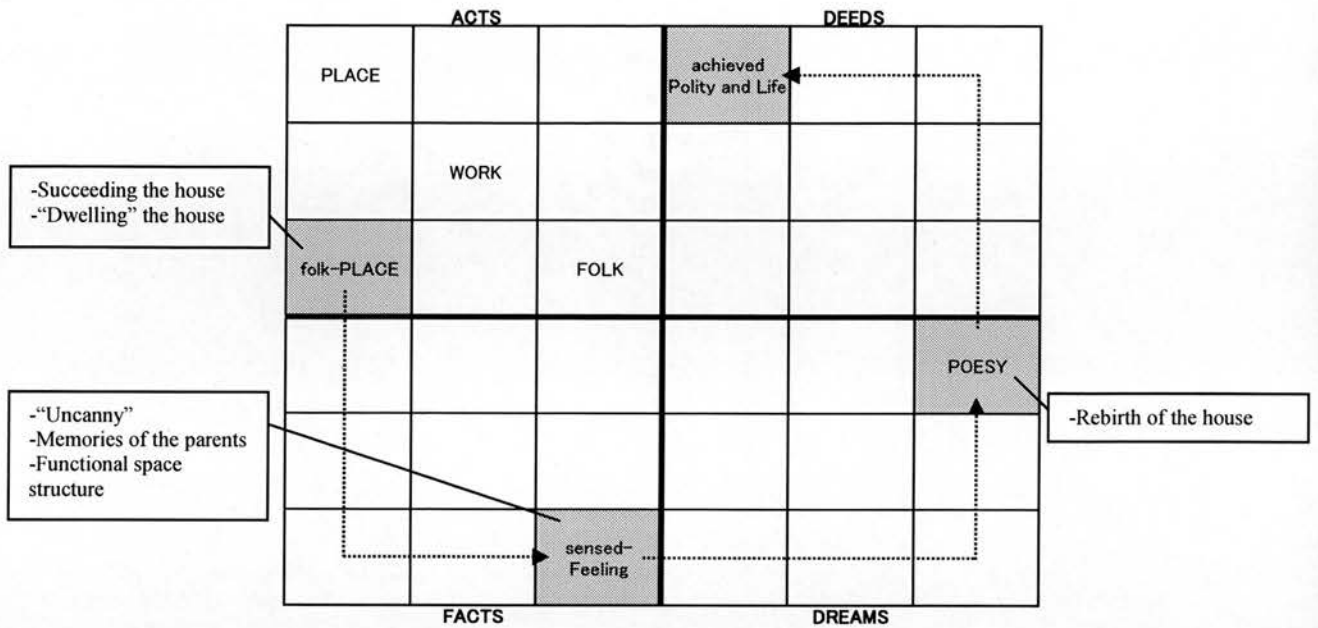 ACTS
DEEDS
PLACE
achieved
Polity and Life
WORK
-Succeeding the house
-“Dwelling” the house
folk-PLACE
FOLK
POESY
-“Uncanny”
-Memories of the parents
-Functional space
structure
-Rebirth of the house
sensed-
Feeling
FACTS
DREAMS